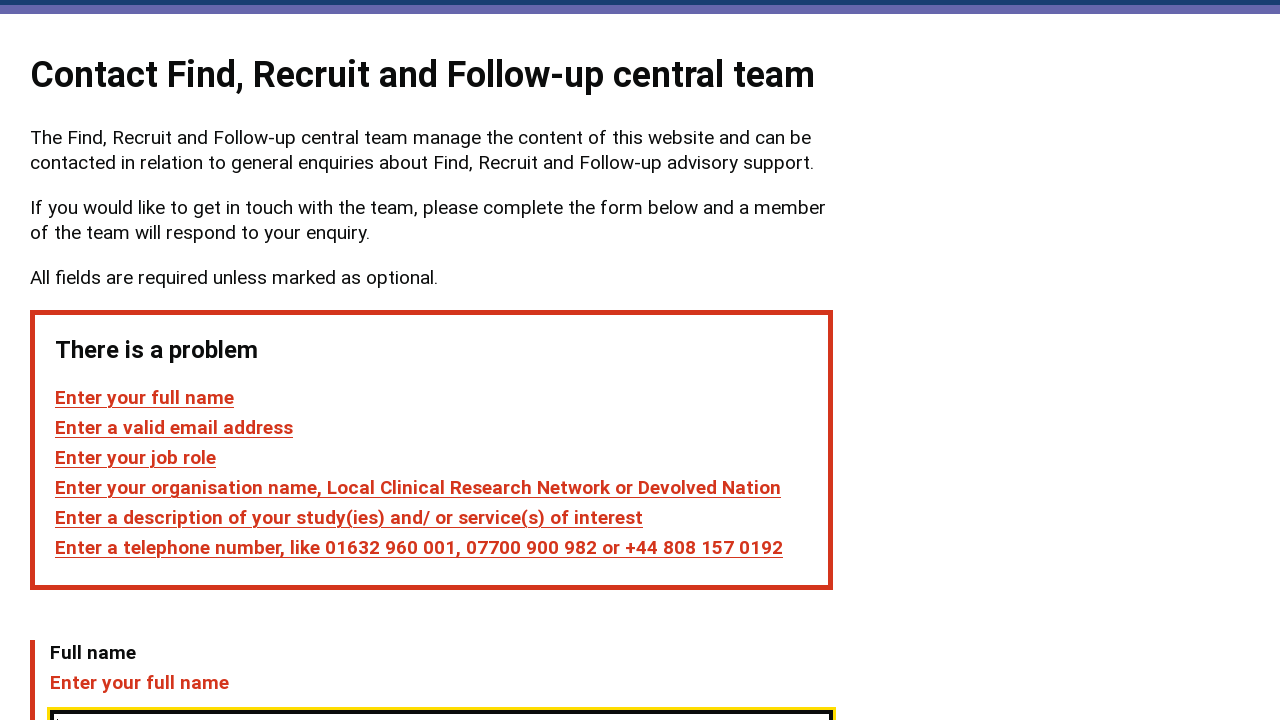 Contact Find, Recruit and Follow-up central team
The Find, Recruit and Follow-up central team manage the content of this website and can be
contacted in relation to general enquiries about Find, Recruit and Follow-up advisory support.
If you would like to get in touch with the team, please complete the form below and a member
of the team will respond to your enquiry.
All fields are required unless marked as optional.
There is a problem
Enter your full name
Enter a valid email address
Enter your job role
Enter your organisation name, Local Clinical Research Network or Devolved Nation
Enter a description of your study(ies) and/ or service(s) of interest
Enter a telephone number, like 01632 960 001, 07700 900 982 or +44 808 157 0192
Full name
Enter your full name